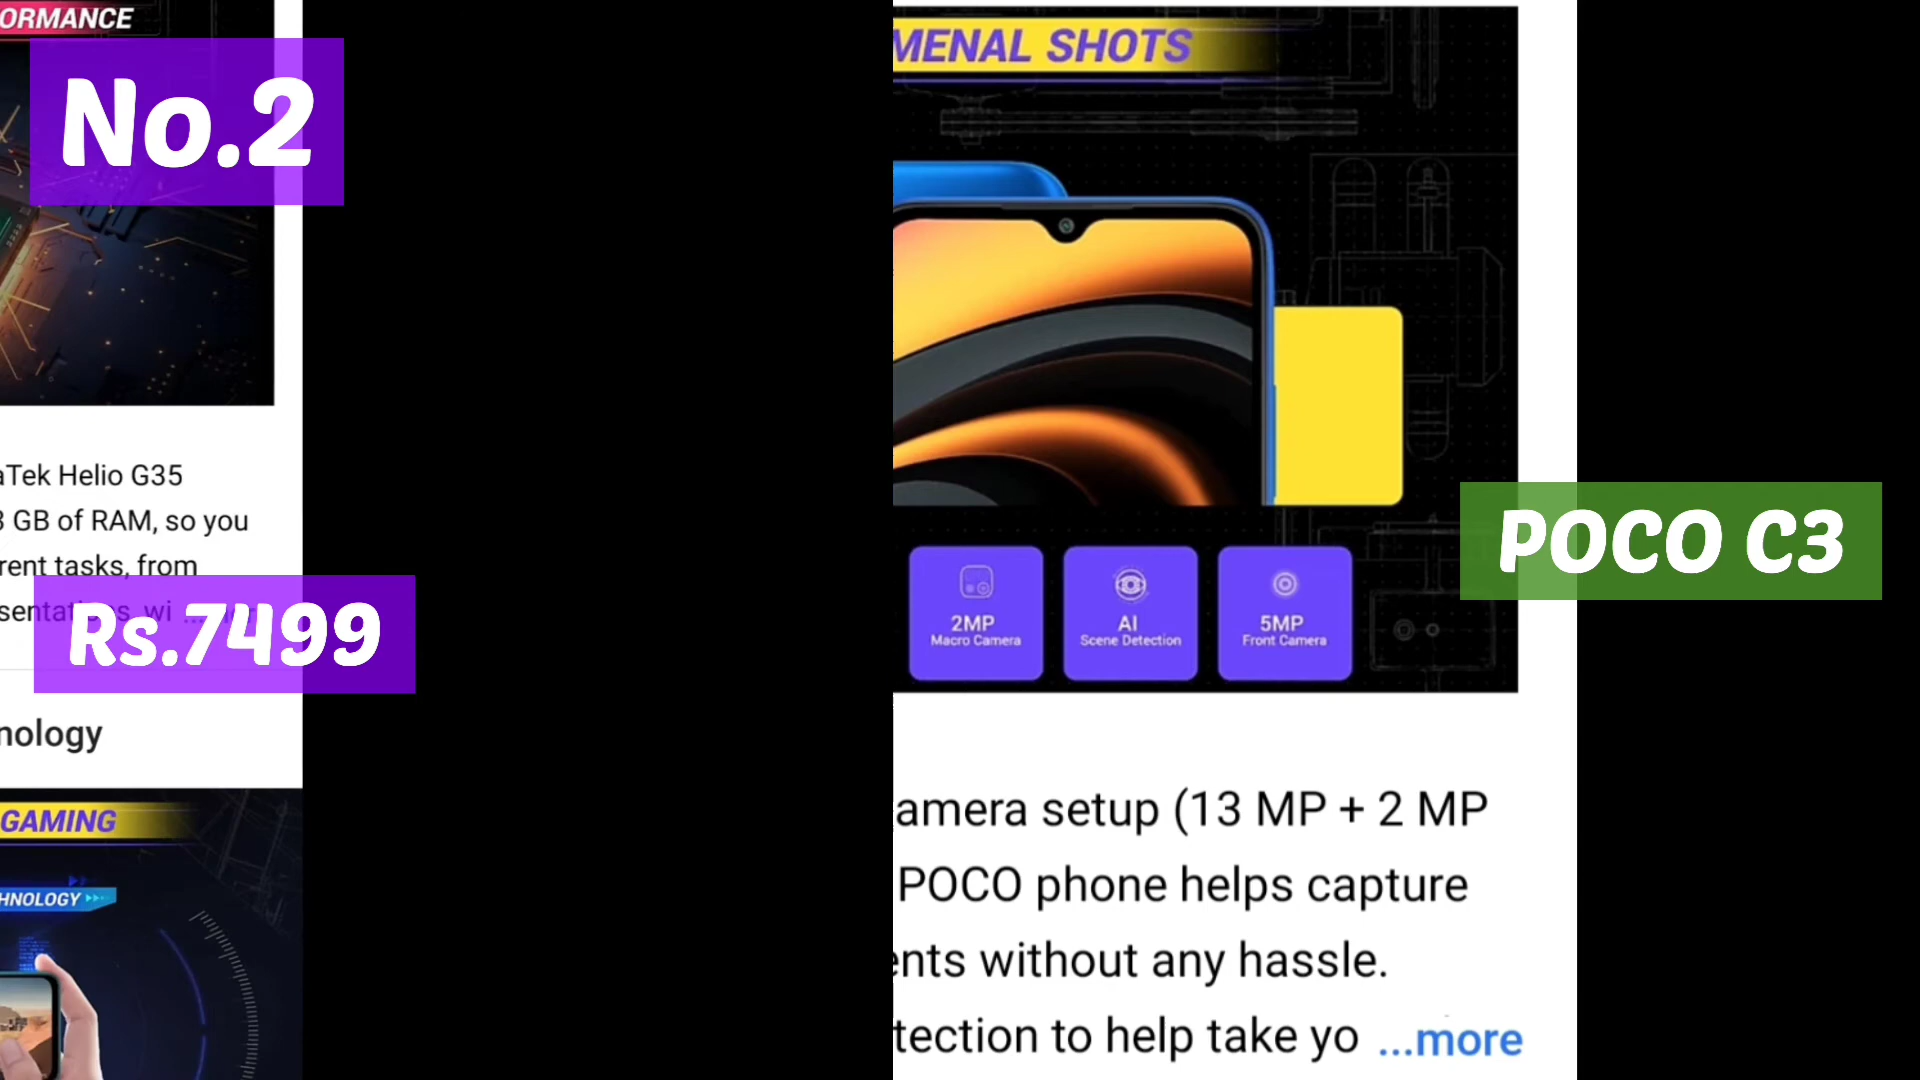 ORMANCE
No.2
aTek Helio G35
3 GB of RAM, so you
rent tasks, from
Rs.7499
nology
GAMING
HNOLOGY
MENAL SHOTS
2MP
Macro Camera
AI
Scene Detection
5MP
Front Camera
POCO C3
amera setup (13 MP + 2 MP
POCO phone helps capture
ents without any hassle.
tection to help take yo ...more